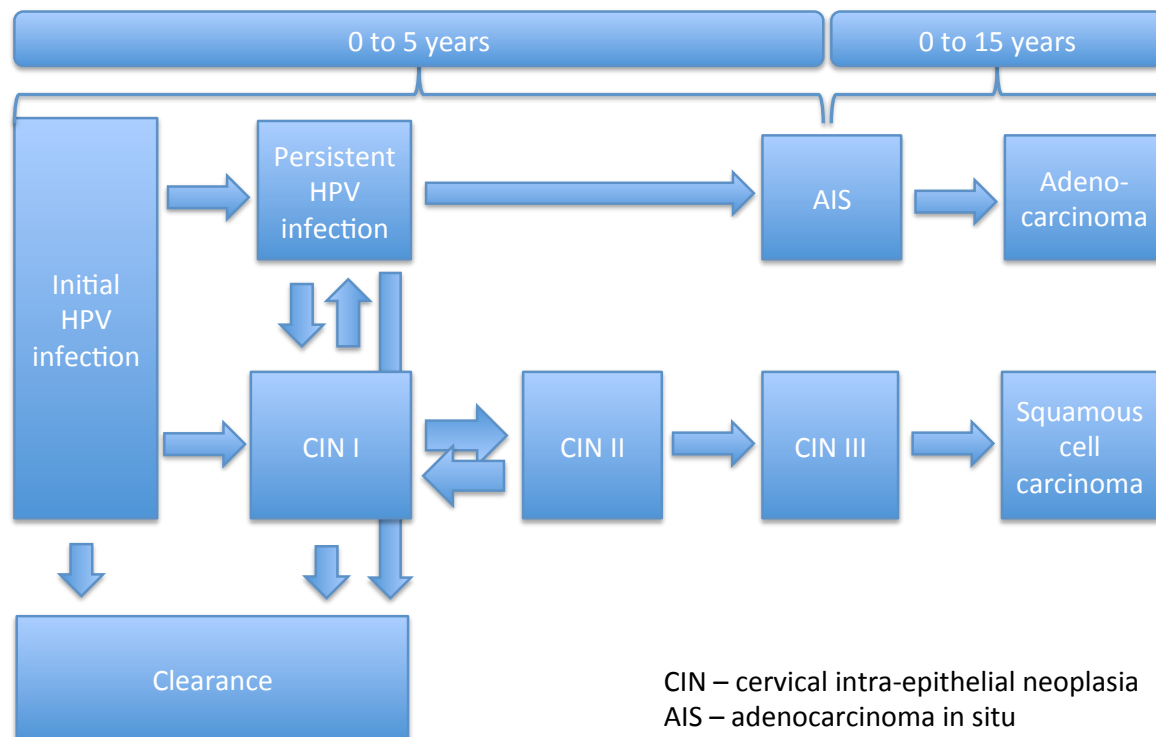 0 to 5 years
0 to 15 years
Persistent
HPV
infection
AIS
Adeno-
carcinoma
Initial
HPV
infection
CIN I
CIN II
CIN III
Squamous
cell
carcinoma
Clearance
CIN – cervical intra-epithelial neoplasia
AIS – adenocarcinoma in situ